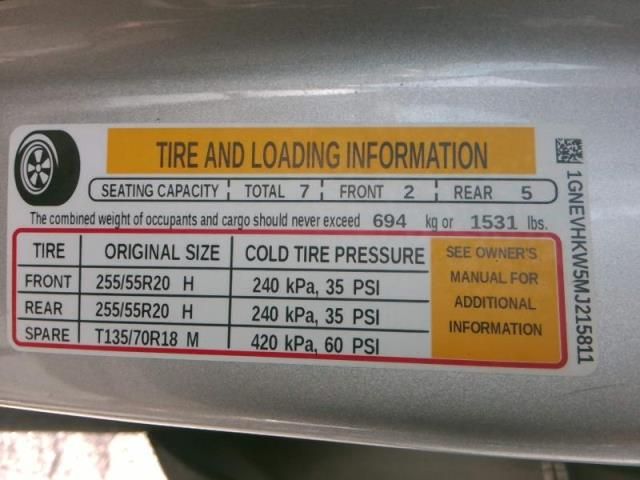 TIRE AND LOADING INFORMATION
SEATING CAPACITY TOTAL 7 FRONT 2 REAR 5
The combined weight of occupants and cargo should never exceed 694 kg or 1531 lbs.
TIRE ORIGINAL SIZE COLD TIRE PRESSURE
FRONT 255/55R20 H 240 kPa, 35 PSI
REAR 255/55R20 H 240 kPa, 35 PSI
SPARE T135/70R18 M 420 kPa, 60 PSI
SEE OWNER'S
MANUAL FOR
ADDITIONAL
INFORMATION
1GNEVHKW5MJ215811